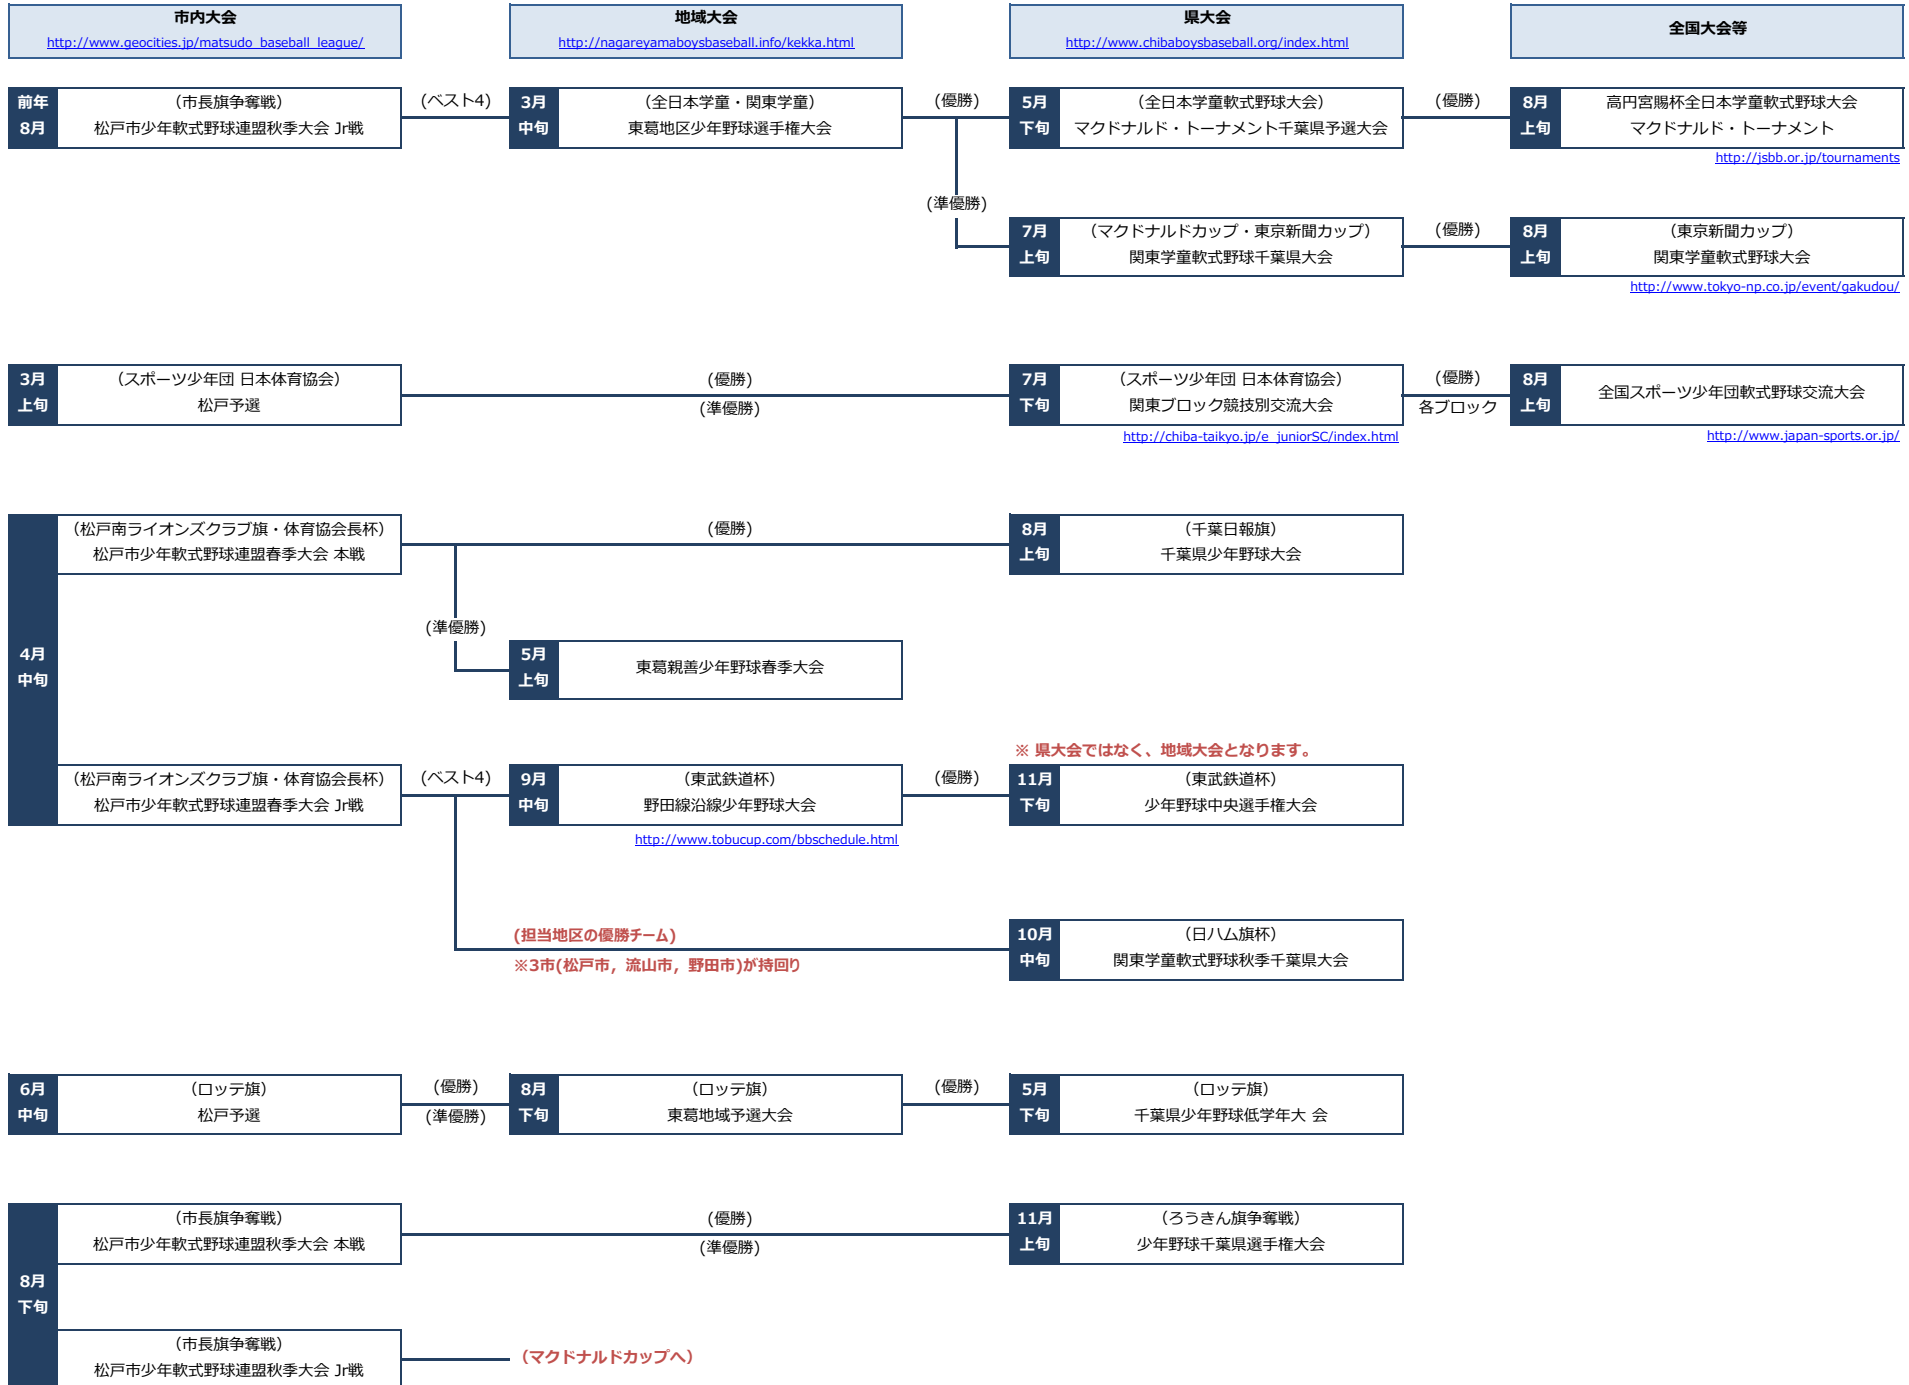 市内大会
http://www.geocities.jp/matsudo_baseball_league/
地域大会
http://nagareyamaboysbaseball.info/kekka.html
県大会
http://www.chibaboysbaseball.org/index.html
全国大会等
前年
8月
（市長旗争奪戦）
松戸市少年軟式野球連盟秋季大会 Jr戦
(ベスト4)
3月
中旬
（全日本学童・関東学童）
東葛地区少年野球選手権大会
(優勝)
5月
下旬
（全日本学童軟式野球大会）
マクドナルド・トーナメント千葉県予選大会
(優勝)
8月
上旬
高円宮賜杯全日本学童軟式野球大会
マクドナルド・トーナメント
http://jsbb.or.jp/tournaments
(準優勝)
7月
上旬
（マクドナルドカップ・東京新聞カップ）
関東学童軟式野球千葉県大会
(優勝)
8月
上旬
（東京新聞カップ）
関東学童軟式野球大会
http://www.tokyo-np.co.jp/event/gakudou/
3月
上旬
（スポーツ少年団 日本体育協会）
松戸予選
(優勝)
(準優勝)
7月
下旬
（スポーツ少年団 日本体育協会）
関東ブロック競技別交流大会
http://chiba-taikyo.jp/e_juniorSC/index.html
(優勝)
各ブロック
8月
上旬
全国スポーツ少年団軟式野球交流大会
http://www.japan-sports.or.jp/
4月
中旬
（松戸南ライオンズクラブ旗・体育協会長杯）
松戸市少年軟式野球連盟春季大会 本戦
(優勝)
8月
上旬
（千葉日報旗）
千葉県少年野球大会
(準優勝)
5月
上旬
東葛親善少年野球春季大会
※ 県大会ではなく、地域大会となります。
（松戸南ライオンズクラブ旗・体育協会長杯）
松戸市少年軟式野球連盟春季大会 Jr戦
(ベスト4)
9月
中旬
（東武鉄道杯）
野田線沿線少年野球大会
http://www.tobucup.com/bbschedule.html
(優勝)
11月
下旬
（東武鉄道杯）
少年野球中央選手権大会
(担当地区の優勝チーム)
※3市(松戸市，流山市，野田市)が持回り
10月
中旬
（日ハム旗杯）
関東学童軟式野球秋季千葉県大会
6月
中旬
（ロッテ旗）
松戸予選
(優勝)
(準優勝)
8月
下旬
（ロッテ旗）
東葛地域予選大会
(優勝)
5月
下旬
（ロッテ旗）
千葉県少年野球低学年大 会
8月
下旬
（市長旗争奪戦）
松戸市少年軟式野球連盟秋季大会 本戦
(優勝)
(準優勝)
11月
上旬
（ろうきん旗争奪戦）
少年野球千葉県選手権大会
（市長旗争奪戦）
松戸市少年軟式野球連盟秋季大会 Jr戦
（マクドナルドカップへ）